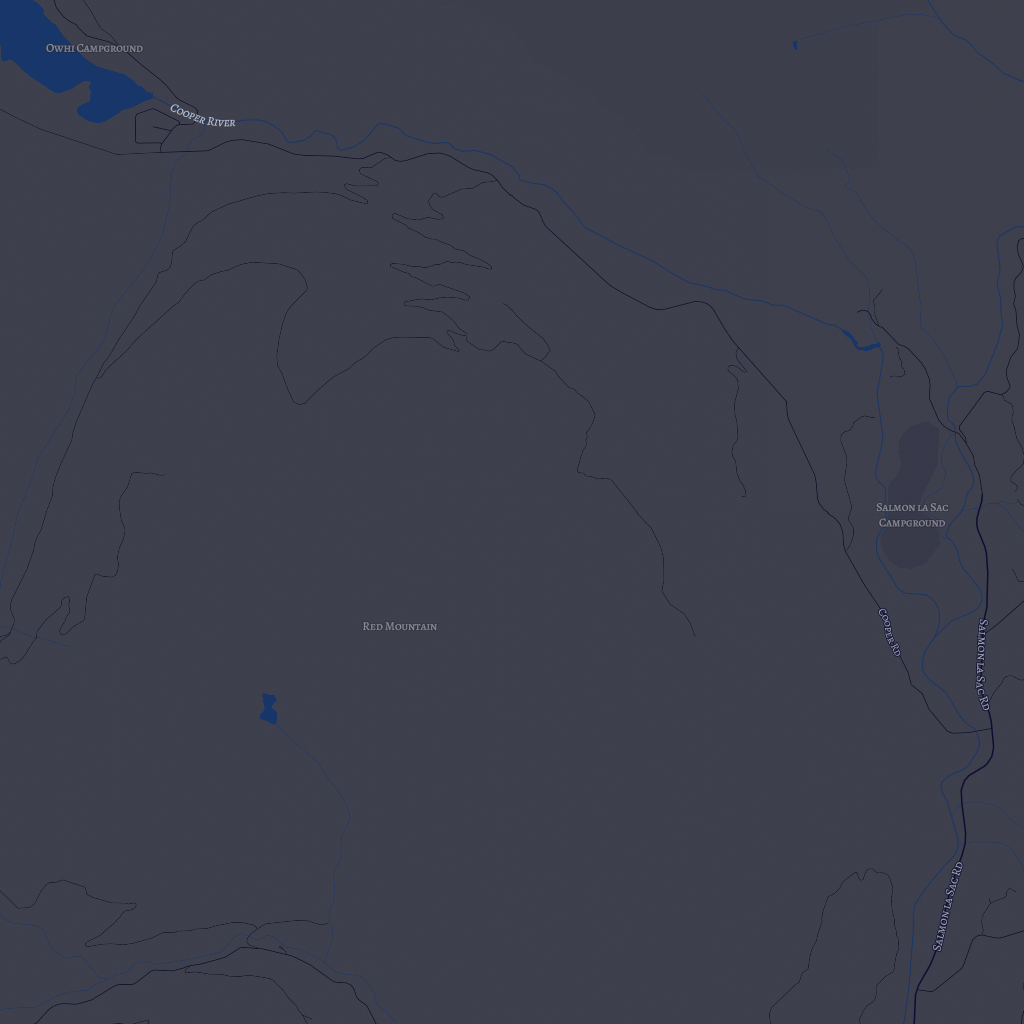 Owhi Campground
Cooper River
Salmon la Sac
Campground
Cooper Rd
Salmon la Sac Rd
Red Mountain
Salmon la Sac Rd